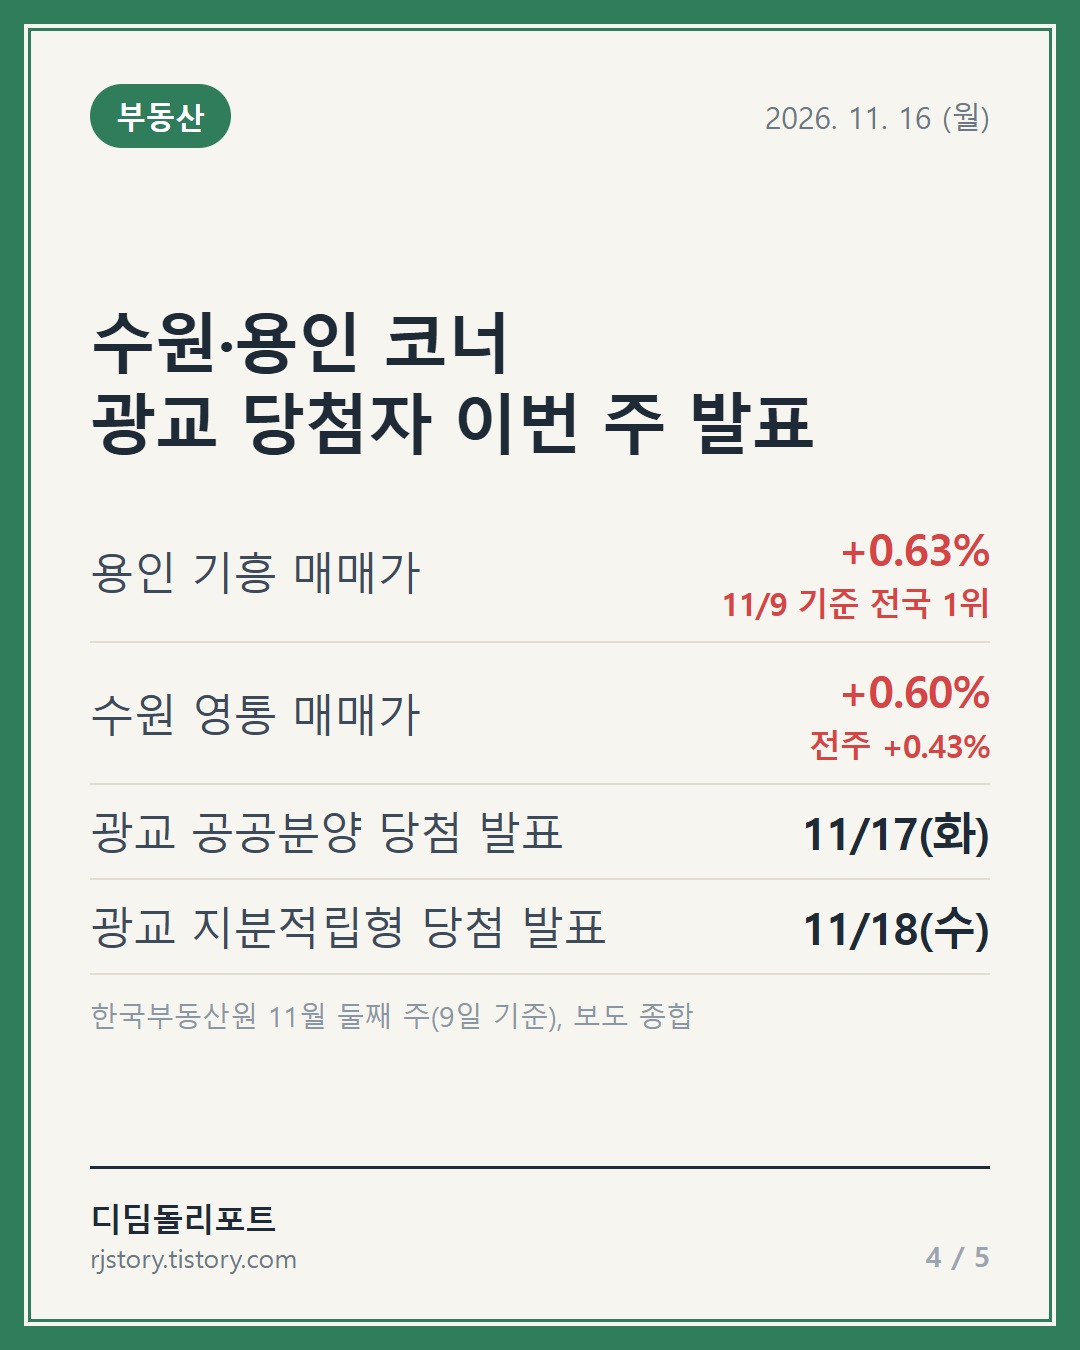 부동산
2026. 11. 16 (월)
수원·용인 코너
광교 당첨자 이번 주 발표
용인 기흥 매매가
+0.63%
11/9 기준 전국 1위
수원 영통 매매가
+0.60%
전주 +0.43%
광교 공공분양 당첨 발표
11/17(화)
광교 지분적립형 당첨 발표
11/18(수)
한국부동산원 11월 둘째 주(9일 기준), 보도 종합
디딤돌리포트
rjstory.tistory.com
4 / 5